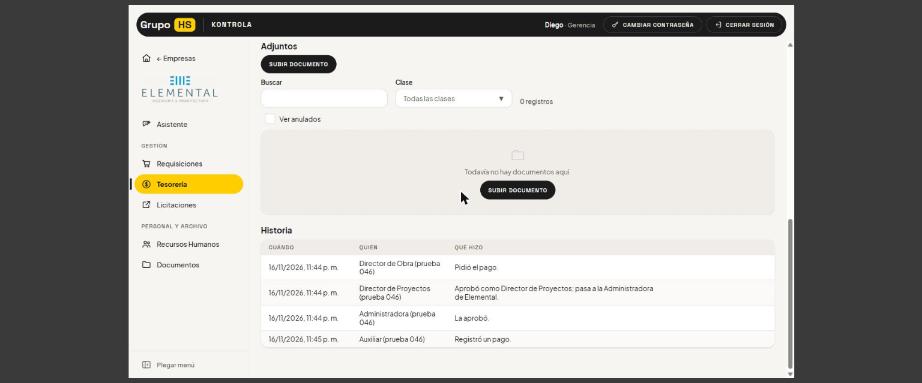 Grupo HS KONTROLA
Diego · Gerencia
CAMBIAR CONTRASEÑA
CERRAR SESIÓN
← Empresas
ELEMENTAL
Asistente
GESTIÓN
Requisiciones
Tesorería
Licitaciones
PERSONAL Y ARCHIVO
Recursos Humanos
Documentos
Plegar menú
Adjuntos
SUBIR DOCUMENTO
Buscar
Clase
Todas las clases
0 registros
Ver anulados
Todavía no hay documentos aquí
SUBIR DOCUMENTO
Historia
CUÁNDO QUIÉN QUÉ HIZO
16/11/2026, 11:44 p. m. Director de Obra (prueba Pidió el pago.
046)
16/11/2026, 11:44 p. m. Director de Proyectos Aprobó como Director de Proyectos; pasa a la Administradora
(prueba 046) de Elemental.
16/11/2026, 11:44 p. m. Administradora (prueba La aprobó.
046)
16/11/2026, 11:45 p. m. Auxiliar (prueba 046) Registró un pago.